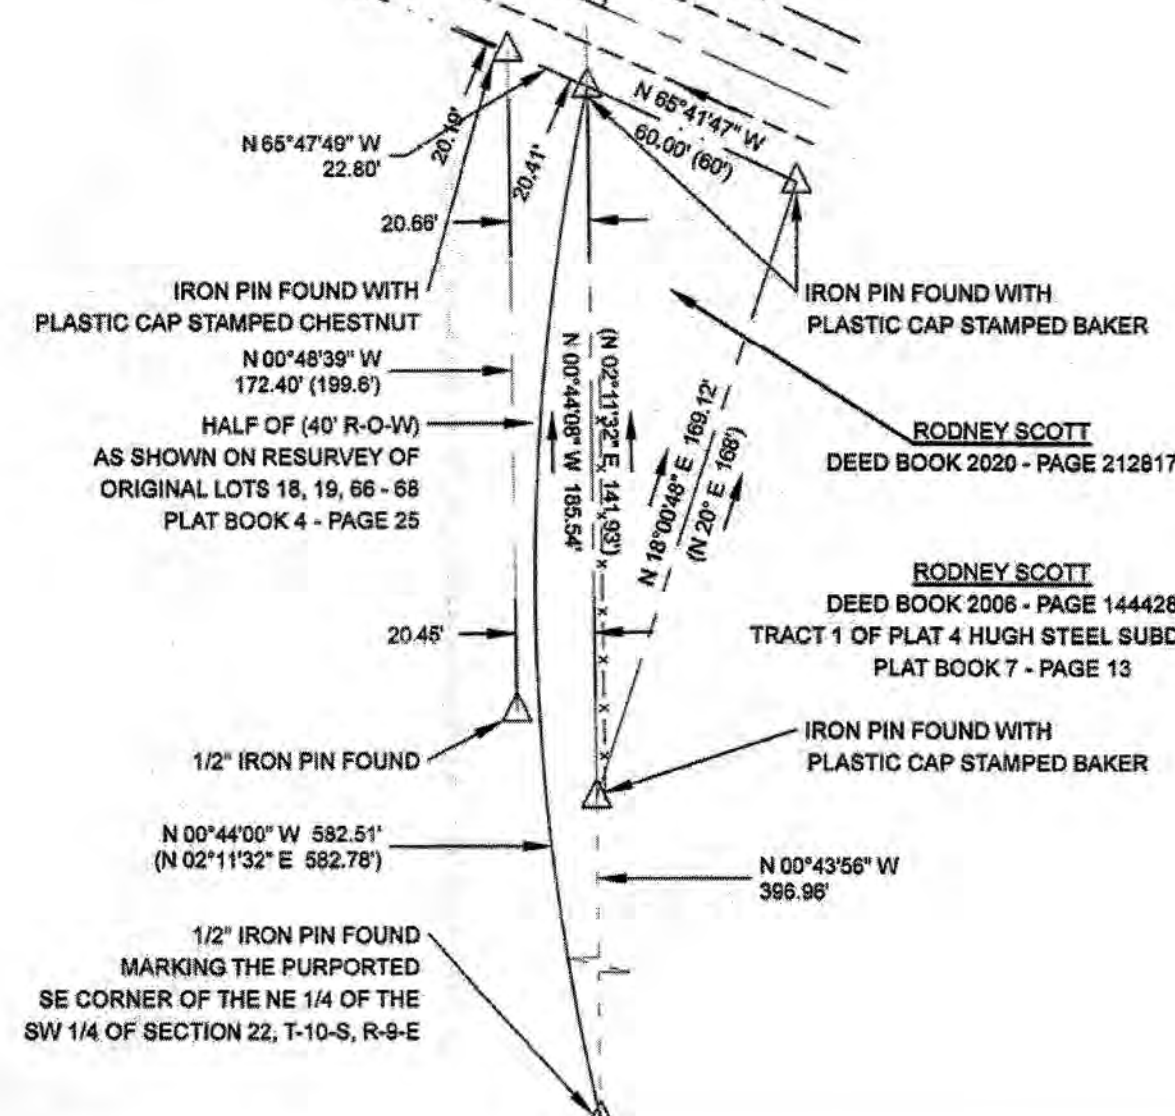 N 65°47'49" W
22.80'
20.19'
20.41'
N 65°41'47" W
60.00' (60')
20.66'
IRON PIN FOUND WITH
PLASTIC CAP STAMPED CHESTNUT
IRON PIN FOUND WITH
PLASTIC CAP STAMPED BAKER
N 00°48'39" W
172.40' (199.6')
HALF OF (40' R-O-W)
AS SHOWN ON RESURVEY OF
ORIGINAL LOTS 18, 19, 66 - 68
PLAT BOOK 4 - PAGE 25
(N 02°11'32" E 141.93')
N 00°44'08" W 185.54'
N 18°00'48" E 169.12'
(N 20° E 168')
RODNEY SCOTT
DEED BOOK 2020 - PAGE 212817
RODNEY SCOTT
DEED BOOK 2006 - PAGE 144428
TRACT 1 OF PLAT 4 HUGH STEEL SUBD
PLAT BOOK 7 - PAGE 13
20.45'
1/2" IRON PIN FOUND
IRON PIN FOUND WITH
PLASTIC CAP STAMPED BAKER
N 00°44'00" W 582.51'
(N 02°11'32" E 582.78')
N 00°43'56" W
396.96'
1/2" IRON PIN FOUND
MARKING THE PURPORTED
SE CORNER OF THE NE 1/4 OF THE
SW 1/4 OF SECTION 22, T-10-S, R-9-E